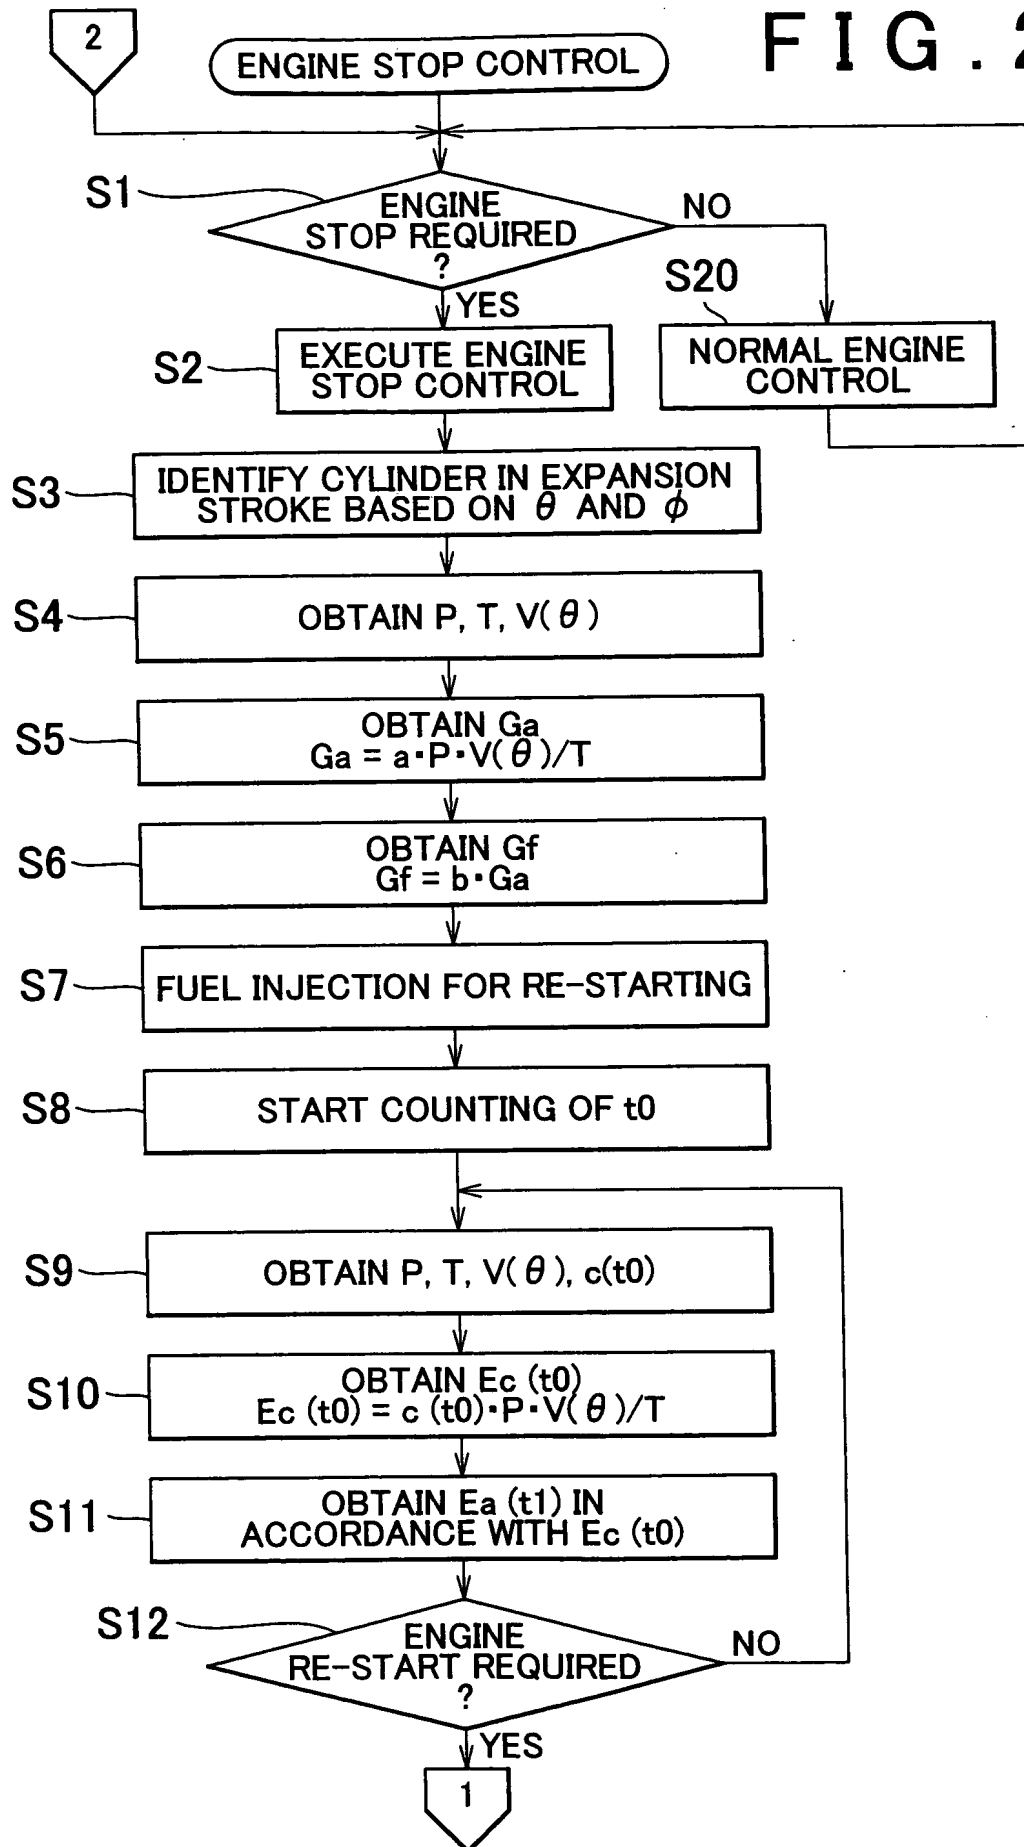 2
ENGINE STOP CONTROL
FIG. 2
S1
ENGINE
STOP REQUIRED
?
NO
YES
S20
NORMAL ENGINE
CONTROL
S2
EXECUTE ENGINE
STOP CONTROL
S3
IDENTIFY CYLINDER IN EXPANSION
STROKE BASED ON θ AND φ
S4
OBTAIN P, T, V(θ)
S5
OBTAIN Ga
Ga = a·P·V(θ)/T
S6
OBTAIN Gf
Gf = b·Ga
S7
FUEL INJECTION FOR RE-STARTING
S8
START COUNTING OF t0
S9
OBTAIN P, T, V(θ), c(t0)
S10
OBTAIN Ec (t0)
Ec (t0) = c (t0)·P·V(θ)/T
S11
OBTAIN Ea (t1) IN
ACCORDANCE WITH Ec (t0)
S12
ENGINE
RE-START REQUIRED
?
NO
YES
1